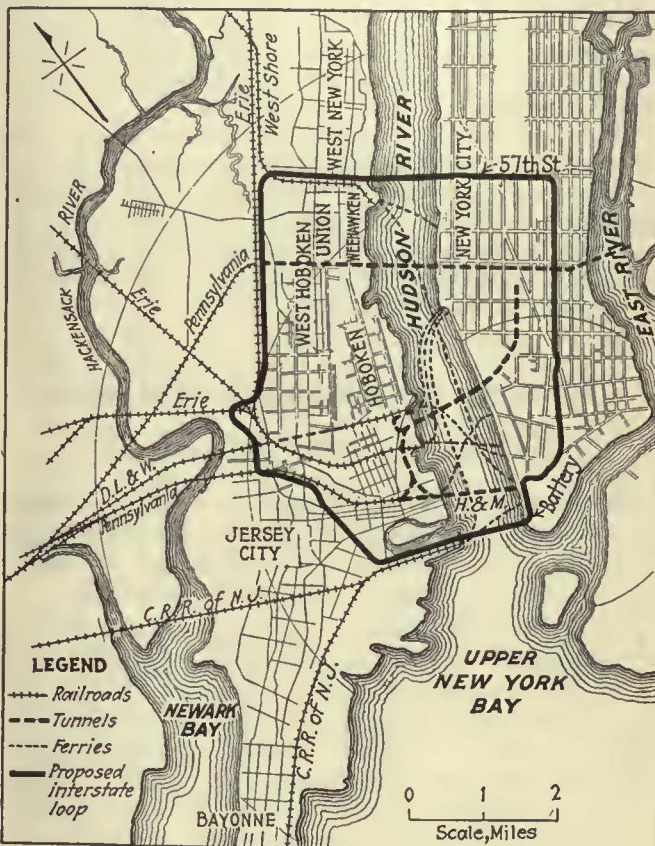 Erie
West Shore
WEST NEW YORK
HUDSON RIVER
NEW YORK CITY
57th St.
EAST RIVER
HACKENSACK RIVER
Erie
Pennsylvania
WEST HOBOKEN
UNION
WEEHAWKEN
HOBOKEN
Erie
D.L.& W.
Pennsylvania
H.& M.
Battery
JERSEY
CITY
C.R.R. of N.J.
C.R.R. of N.J.
NEWARK
BAY
BAYONNE
UPPER
NEW YORK
BAY
LEGEND
Railroads
Tunnels
Ferries
Proposed
interstate
loop
0 1 2
Scale, Miles